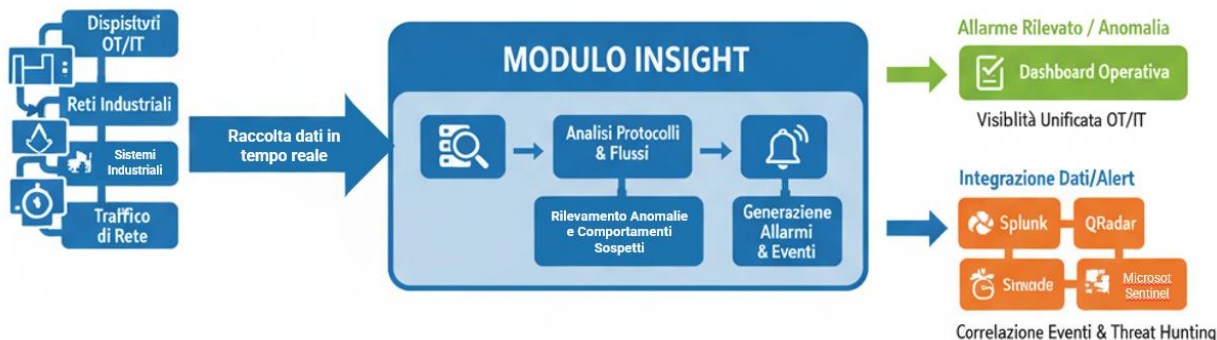 Dispistyri
OT/IT
Reti Industriali
Sistemi
Industriali
Traffico
di Rete
Raccolta dati in
tempo reale
MODULO INSIGHT
Analisi Protocolli
& Flussi
Rilevamento Anomalie
e Comportamenti
Sospetti
Generazione
Allarmi
& Eventi
Allarme Rilevato / Anomalia
Dashboard Operativa
Visiblità Unificata OT/IT
Integrazione Dati/Alert
Splunk
QRadar
Microsot
Sentinel
Correlazione Eventi & Threat Hunting